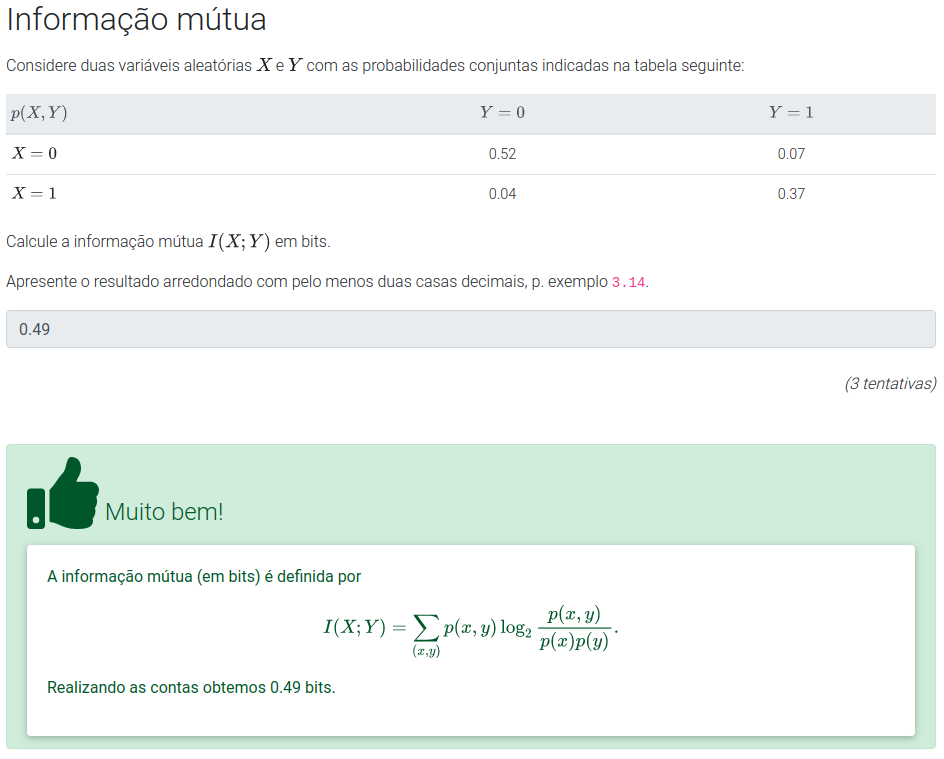 Informação mútua
Considere duas variáveis aleatórias X e Y com as probabilidades conjuntas indicadas na tabela seguinte:
p(X, Y) Y = 0 Y = 1
X = 0 0.52 0.07
X = 1 0.04 0.37
Calcule a informação mútua I(X; Y) em bits.
Apresente o resultado arredondado com pelo menos duas casas decimais, p. exemplo 3.14.
0.49
(3 tentativas)
Muito bem!
A informação mútua (em bits) é definida por
I(X; Y) = ∑_{(x,y)} p(x, y) log₂ \frac{p(x, y)}{p(x)p(y)}.
Realizando as contas obtemos 0.49 bits.